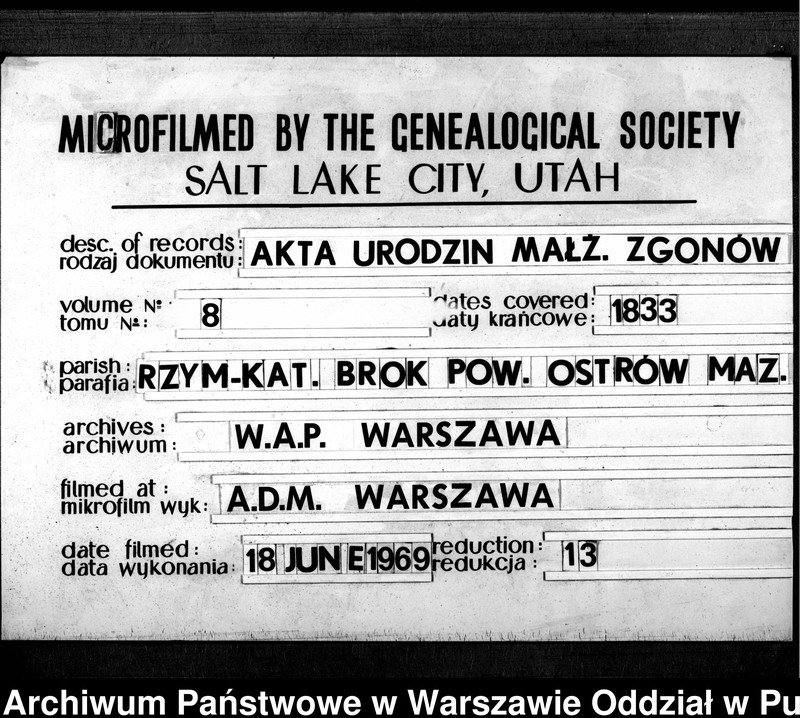 MICROFILMED BY THE GENEALOGICAL SOCIETY
SALT LAKE CITY, UTAH
desc. of records:
rodzaj dokumentu: AKTA URODZIN MAŁŻ. ZGONÓW
volume Nº
tomu Nº: 8
dates covered:
daty krańcowe: 1833
parish:
parafia: RZYM-KAT. BROK POW. OSTRÓW MAZ.
archives:
archiwum: W.A.P. WARSZAWA
filmed at:
mikrofilm wyk: A.D.M. WARSZAWA
date filmed:
data wykonania: 18 JUNE 1969
reduction:
redukcja: 13
Archiwum Państwowe w Warszawie Oddział w Pu